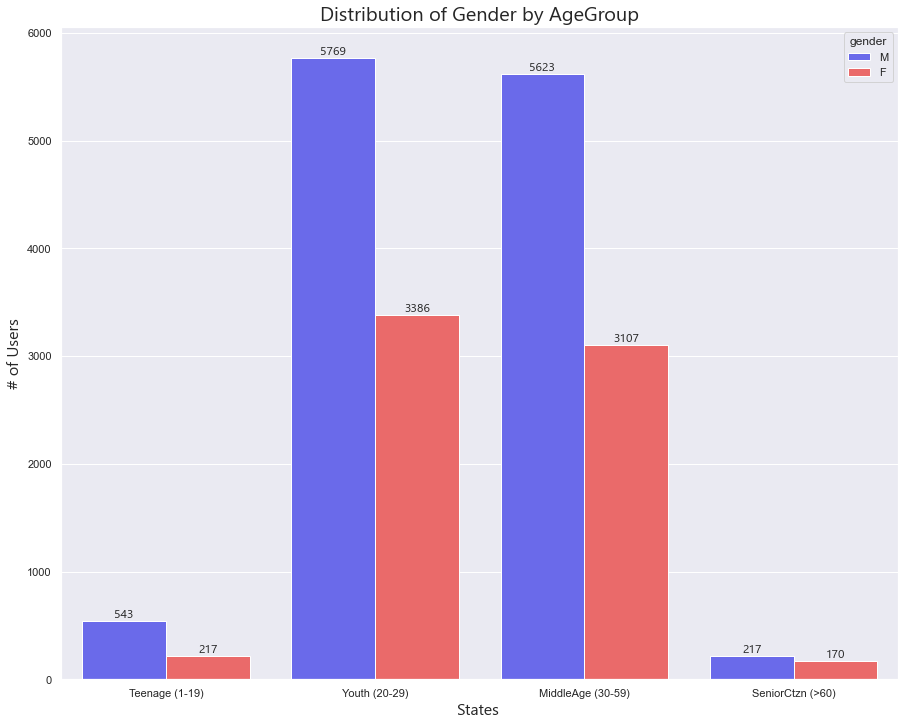 Distribution of Gender by AgeGroup
gender
M
F
# of Users
6000
5000
4000
3000
2000
1000
0
543
217
5769
3386
5623
3107
217
170
Teenage (1-19)
Youth (20-29)
MiddleAge (30-59)
SeniorCtzn (>60)
States